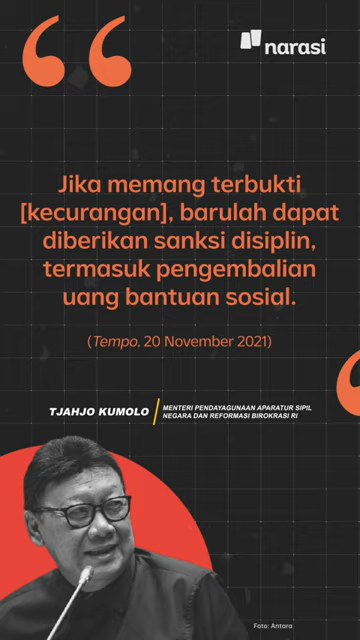 narasi
Jika memang terbukti
[kecurangan], barulah dapat
diberikan sanksi disiplin,
termasuk pengembalian
uang bantuan sosial.
(Tempo, 20 November 2021)
TJAHJO KUMOLO
MENTERI PENDAYAGUNAAN APARATUR SIPIL
NEGARA DAN REFORMASI BIROKRASI RI
Foto: Antara